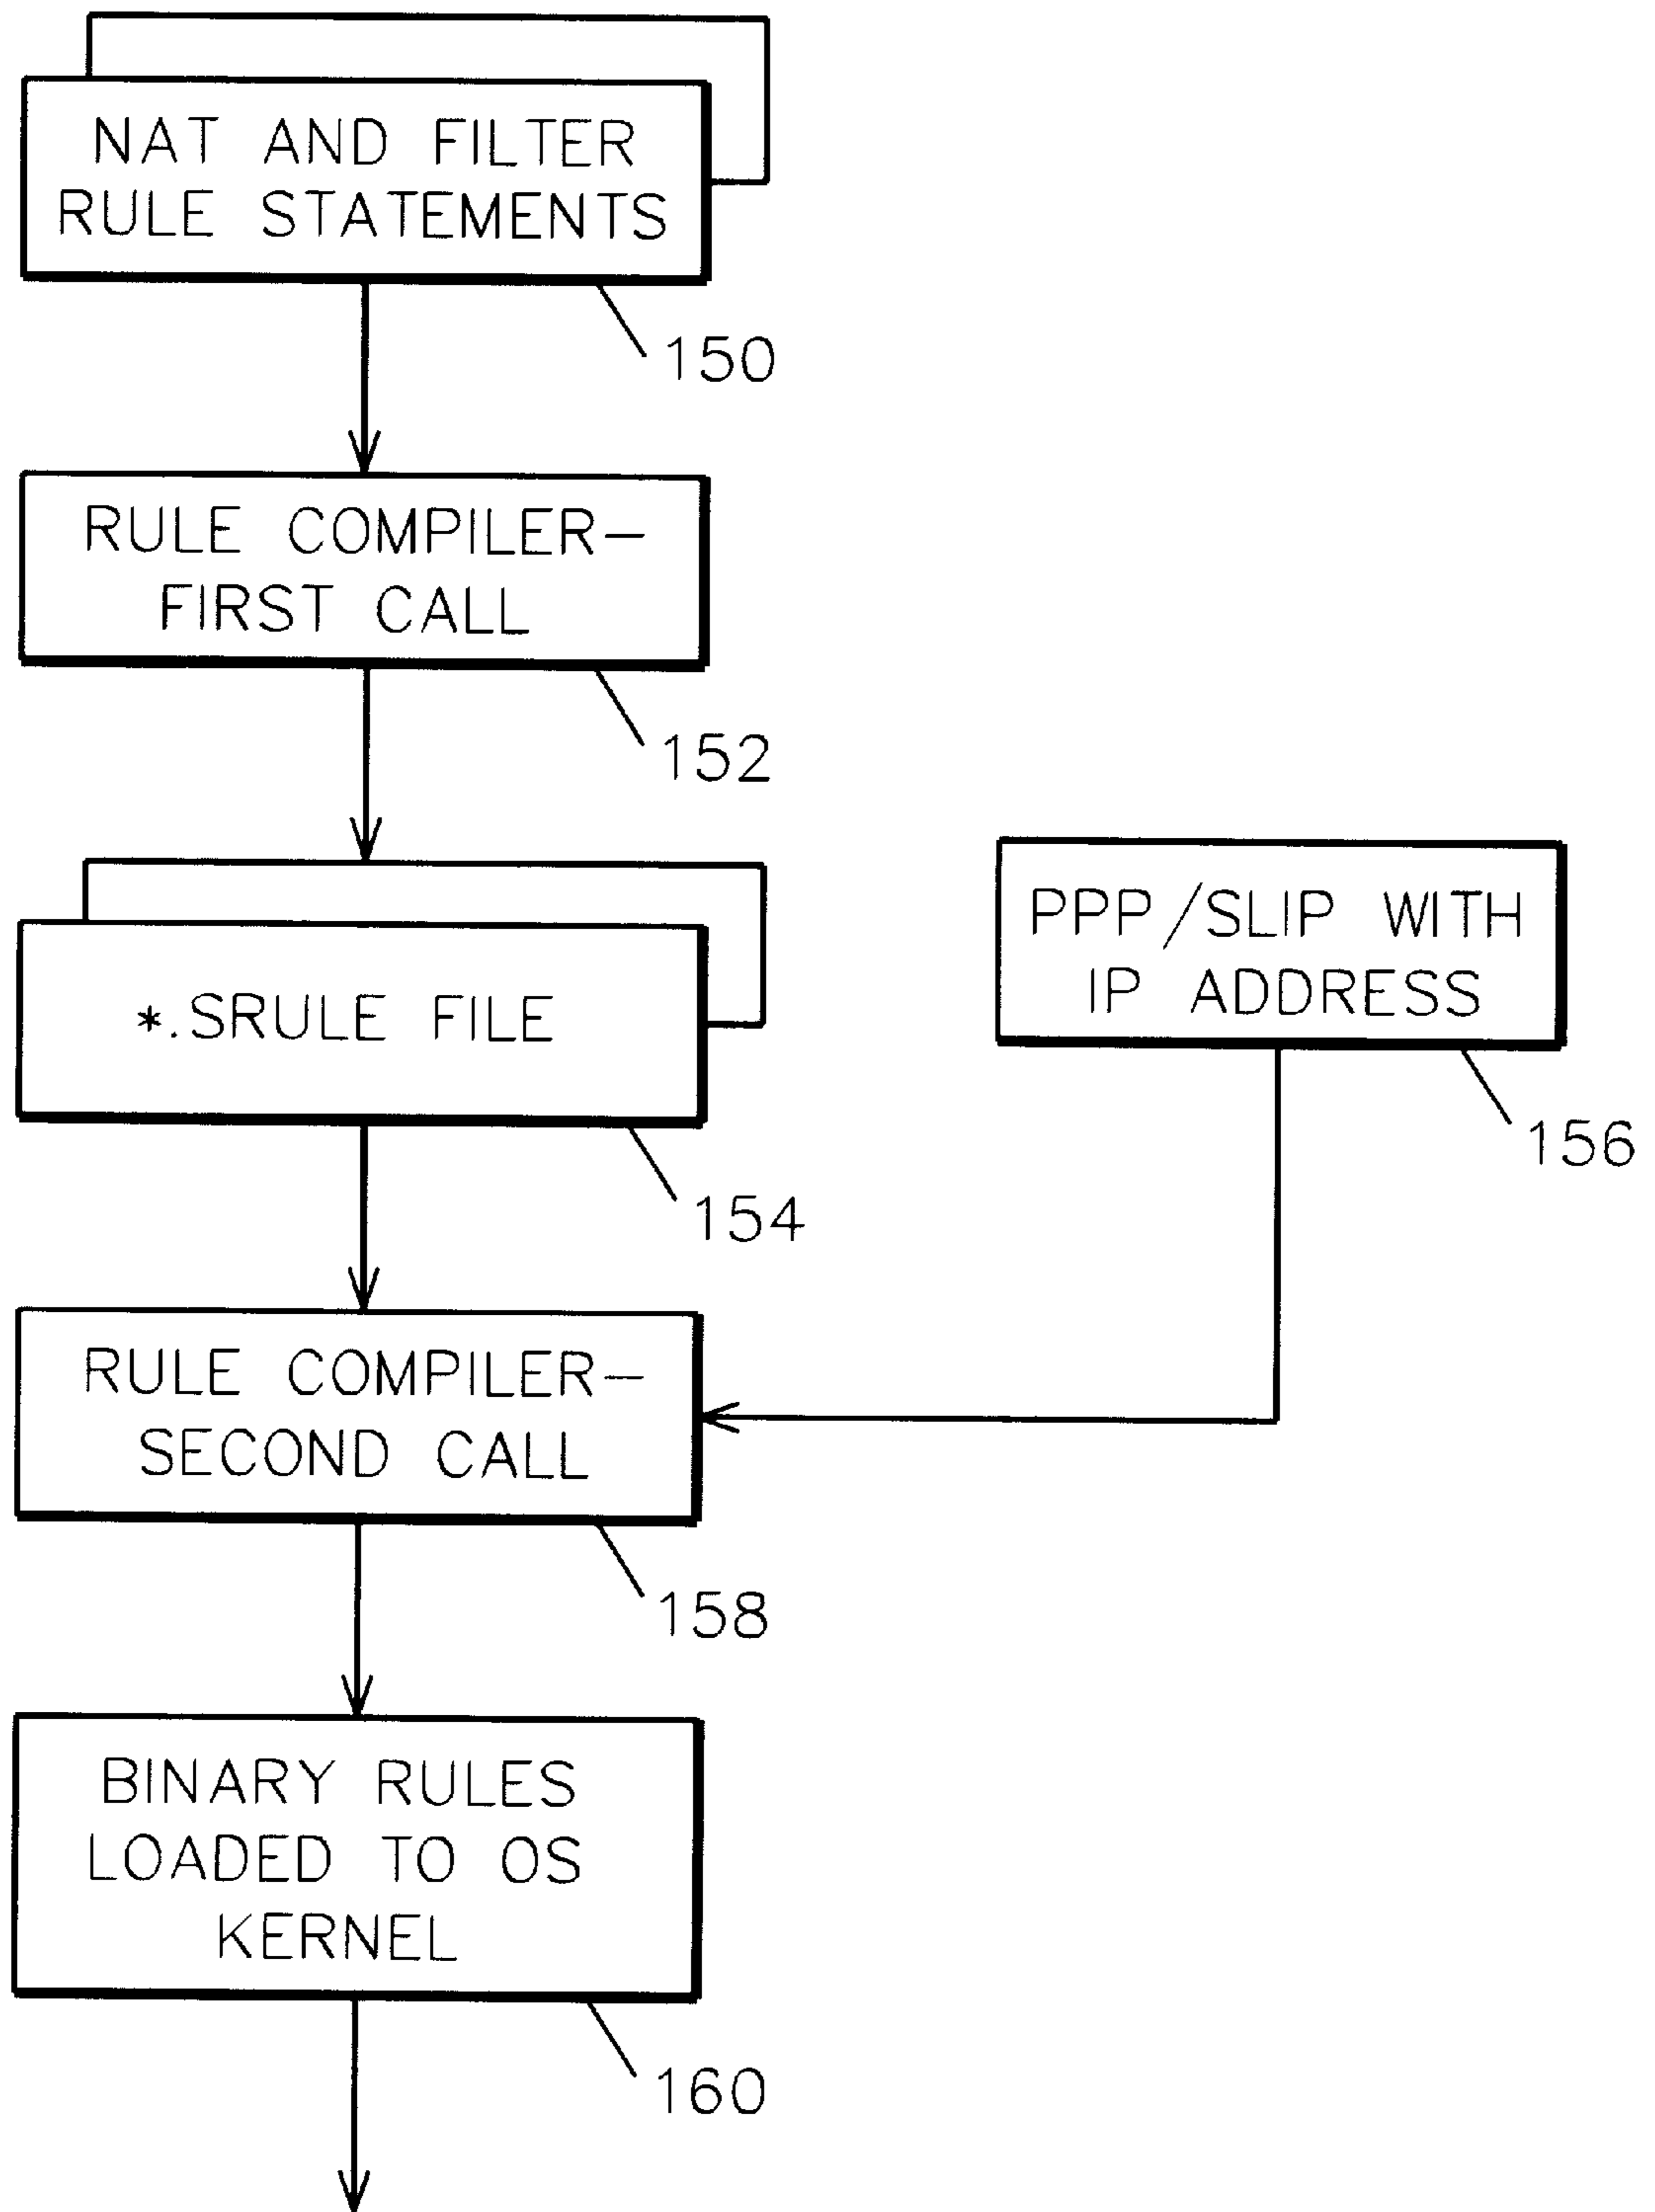 NAT AND FILTER
RULE STATEMENTS
150
RULE COMPILER–
FIRST CALL
152
*.SRULE FILE
154
PPP/SLIP WITH
IP ADDRESS
156
RULE COMPILER–
SECOND CALL
158
BINARY RULES
LOADED TO OS
KERNEL
160